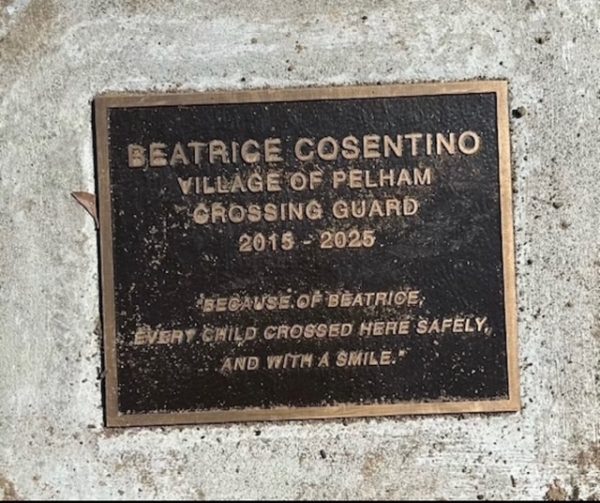 BEATRICE COSENTINO
VILLAGE OF PELHAM
CROSSING GUARD
2015 - 2025
"BECAUSE OF BEATRICE,
EVERY CHILD CROSSED HERE SAFELY,
AND WITH A SMILE."